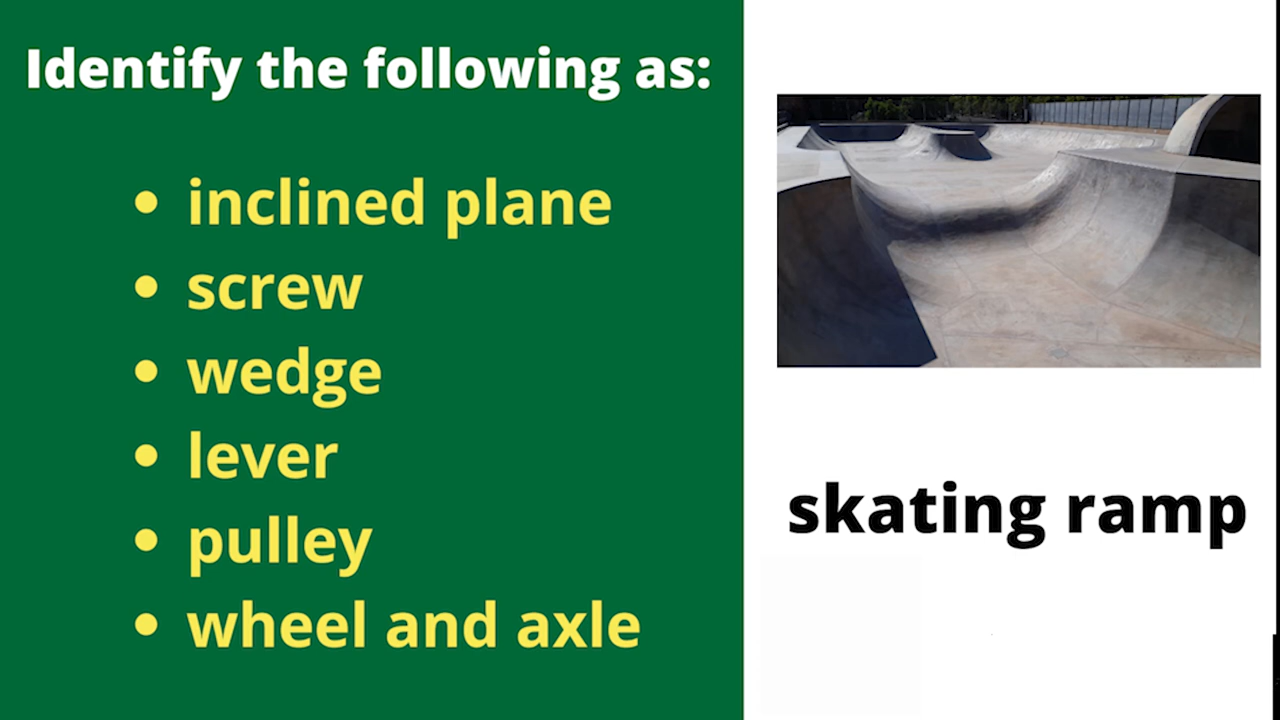 Identify the following as:
• inclined plane
• screw
• wedge
• lever
• pulley
• wheel and axle
skating ramp